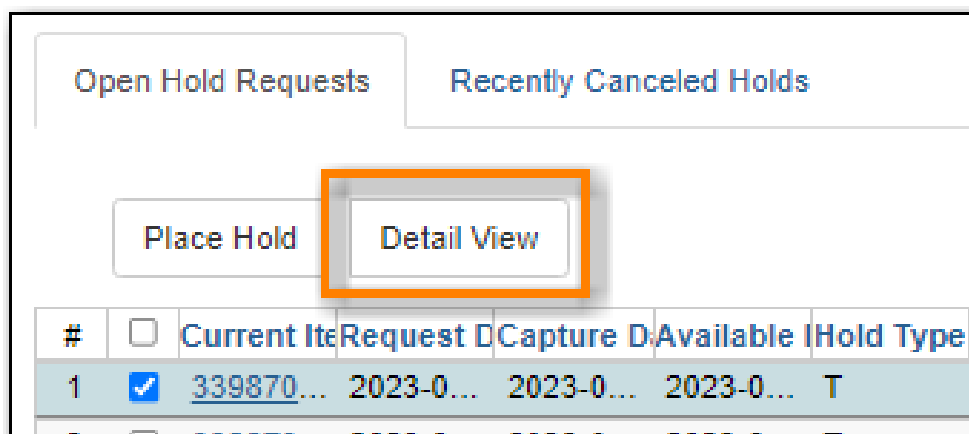 Open Hold Requests Recently Canceled Holds
Place Hold Detail View
# Current Ite Request D Capture D Available Hold Type
1 339870... 2023-0... 2023-0... 2023-0... T